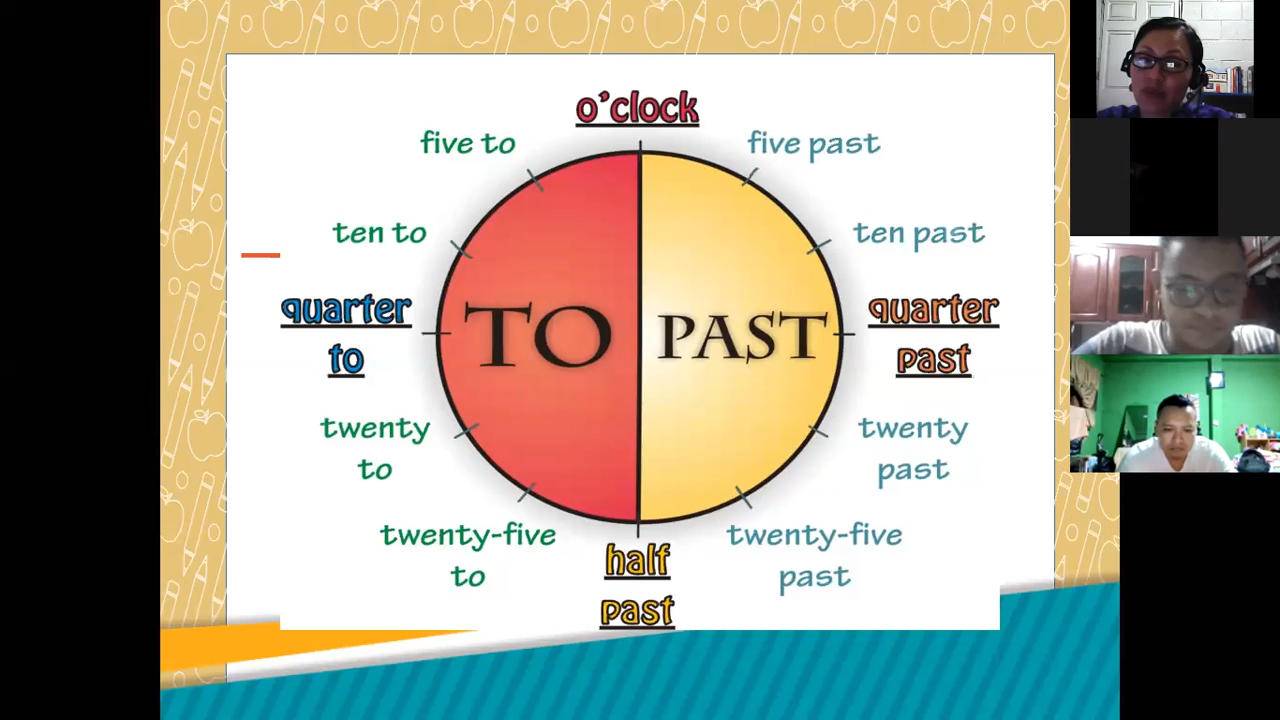 o'clock
five to
five past
ten to
ten past
quarter
to
quarter
past
TO
PAST
twenty
to
twenty
past
twenty-five
to
twenty-five
past
half
past